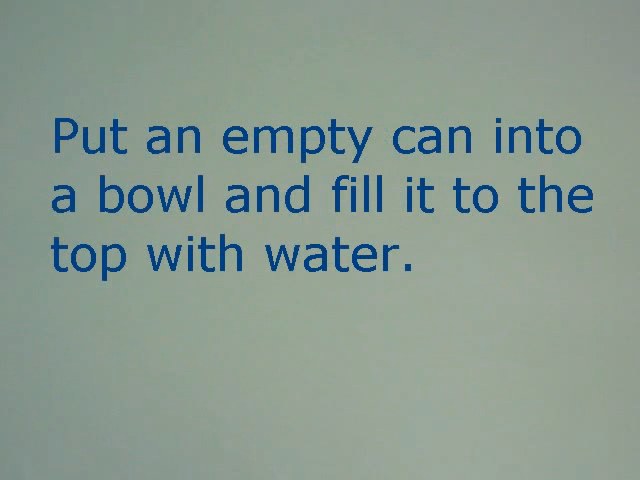 Put an empty can into
a bowl and fill it to the
top with water.